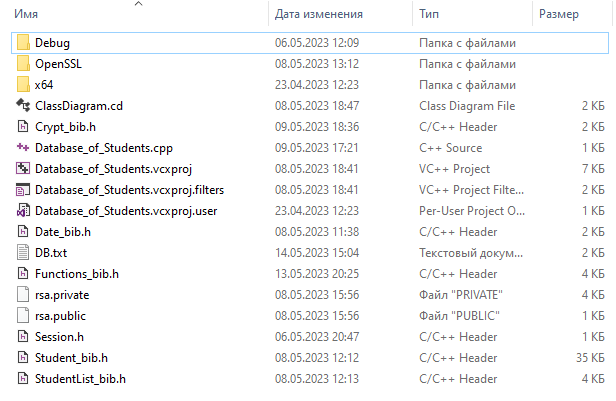 Имя Дата изменения Тип Размер
Debug 06.05.2023 12:09 Папка с файлами
OpenSSL 08.05.2023 13:12 Папка с файлами
x64 23.04.2023 12:23 Папка с файлами
ClassDiagram.cd 08.05.2023 18:47 Class Diagram File 2 КБ
Crypt_bib.h 09.05.2023 18:36 C/C++ Header 2 КБ
Database_of_Students.cpp 09.05.2023 17:21 C++ Source 1 КБ
Database_of_Students.vcxproj 08.05.2023 18:41 VC++ Project 7 КБ
Database_of_Students.vcxproj.filters 08.05.2023 18:41 VC++ Project Filte... 2 КБ
Database_of_Students.vcxproj.user 23.04.2023 12:23 Per-User Project O... 1 КБ
Date_bib.h 08.05.2023 11:38 C/C++ Header 2 КБ
DB.txt 14.05.2023 15:04 Текстовый докум... 2 КБ
Functions_bib.h 13.05.2023 20:25 C/C++ Header 4 КБ
rsa.private 08.05.2023 15:56 Файл "PRIVATE" 4 КБ
rsa.public 08.05.2023 15:56 Файл "PUBLIC" 1 КБ
Session.h 06.05.2023 20:47 C/C++ Header 1 КБ
Student_bib.h 08.05.2023 12:12 C/C++ Header 35 КБ
StudentList_bib.h 08.05.2023 12:13 C/C++ Header 4 КБ